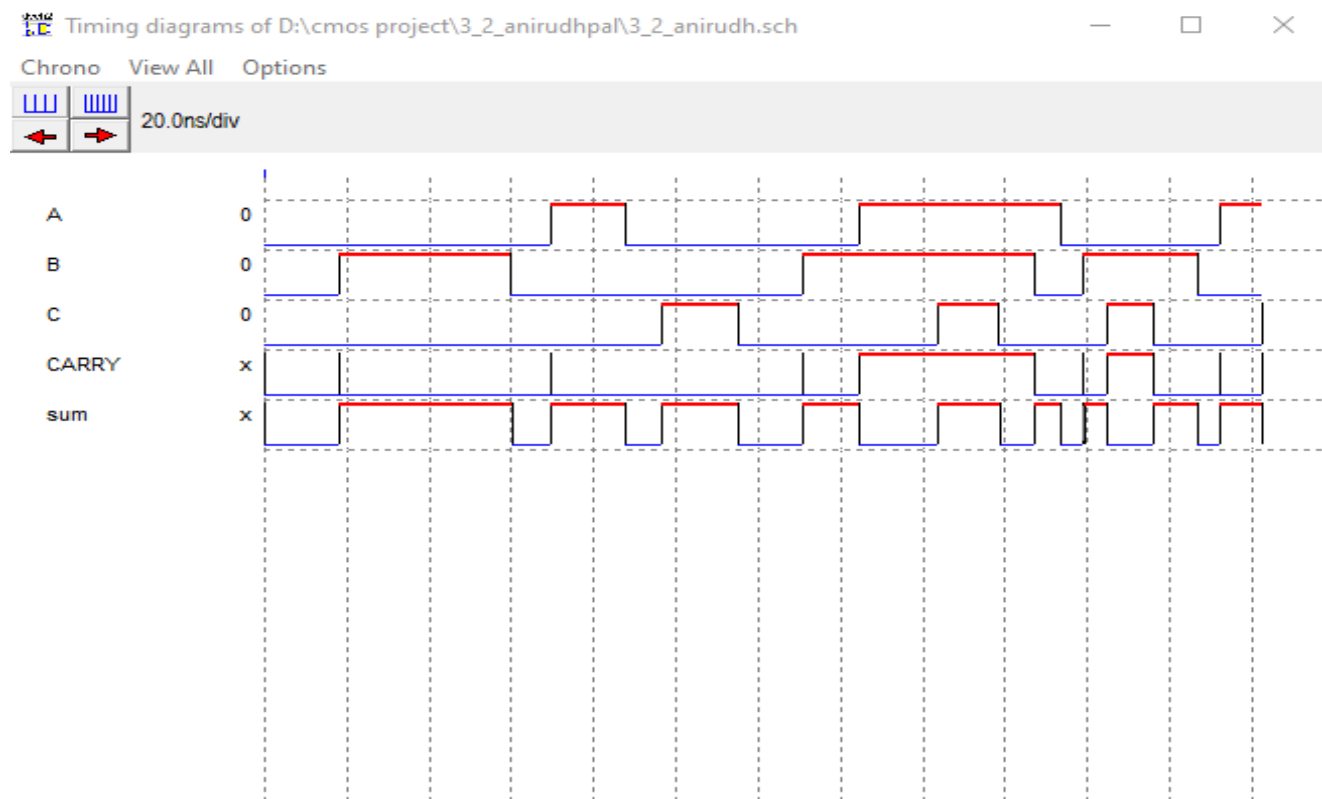 Timing diagrams of D:\cmos project\3_2_anirudhpal\3_2_anirudh.sch
Chrono View All Options
20.0ns/div
A 0
B 0
C 0
CARRY x
sum x